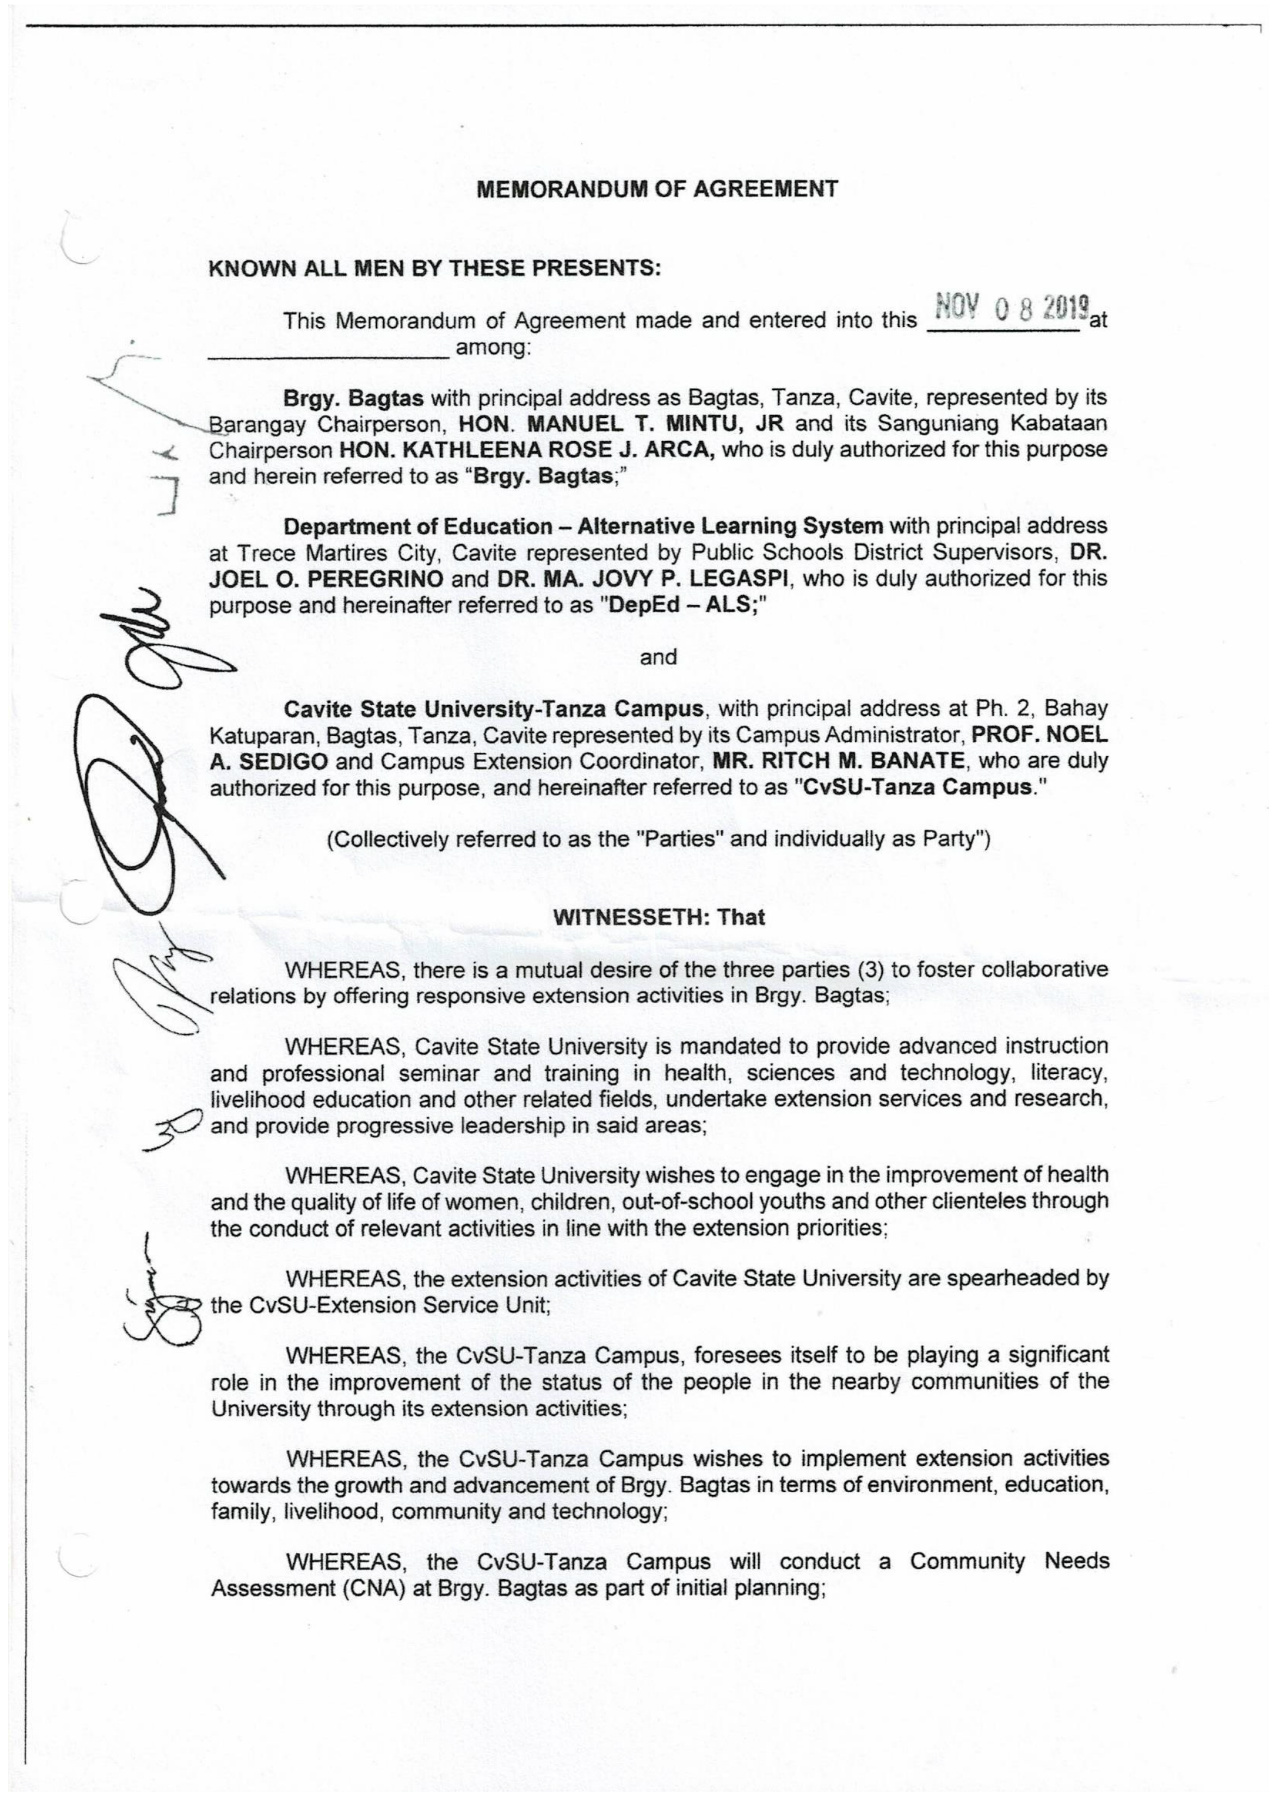 MEMORANDUM OF AGREEMENT
KNOWN ALL MEN BY THESE PRESENTS:
This Memorandum of Agreement made and entered into this NOV 08 2019 at
_________________ among:
Brgy. Bagtas with principal address as Bagtas, Tanza, Cavite, represented by its
Barangay Chairperson, HON. MANUEL T. MINTU, JR and its Sanguniang Kabataan
Chairperson HON. KATHLEENA ROSE J. ARCA, who is duly authorized for this purpose
and herein referred to as “Brgy. Bagtas;”
Department of Education – Alternative Learning System with principal address
at Trece Martires City, Cavite represented by Public Schools District Supervisors, DR.
JOEL O. PEREGRINO and DR. MA. JOVY P. LEGASPI, who is duly authorized for this
purpose and hereinafter referred to as "DepEd – ALS;"
and
Cavite State University-Tanza Campus, with principal address at Ph. 2, Bahay
Katuparan, Bagtas, Tanza, Cavite represented by its Campus Administrator, PROF. NOEL
A. SEDIGO and Campus Extension Coordinator, MR. RITCH M. BANATE, who are duly
authorized for this purpose, and hereinafter referred to as "CvSU-Tanza Campus."
(Collectively referred to as the "Parties" and individually as Party")
WITNESSETH: That
WHEREAS, there is a mutual desire of the three parties (3) to foster collaborative
relations by offering responsive extension activities in Brgy. Bagtas;
WHEREAS, Cavite State University is mandated to provide advanced instruction
and professional seminar and training in health, sciences and technology, literacy,
livelihood education and other related fields, undertake extension services and research,
and provide progressive leadership in said areas;
WHEREAS, Cavite State University wishes to engage in the improvement of health
and the quality of life of women, children, out-of-school youths and other clienteles through
the conduct of relevant activities in line with the extension priorities;
WHEREAS, the extension activities of Cavite State University are spearheaded by
the CvSU-Extension Service Unit;
WHEREAS, the CvSU-Tanza Campus, foresees itself to be playing a significant
role in the improvement of the status of the people in the nearby communities of the
University through its extension activities;
WHEREAS, the CvSU-Tanza Campus wishes to implement extension activities
towards the growth and advancement of Brgy. Bagtas in terms of environment, education,
family, livelihood, community and technology;
WHEREAS, the CvSU-Tanza Campus will conduct a Community Needs
Assessment (CNA) at Brgy. Bagtas as part of initial planning;